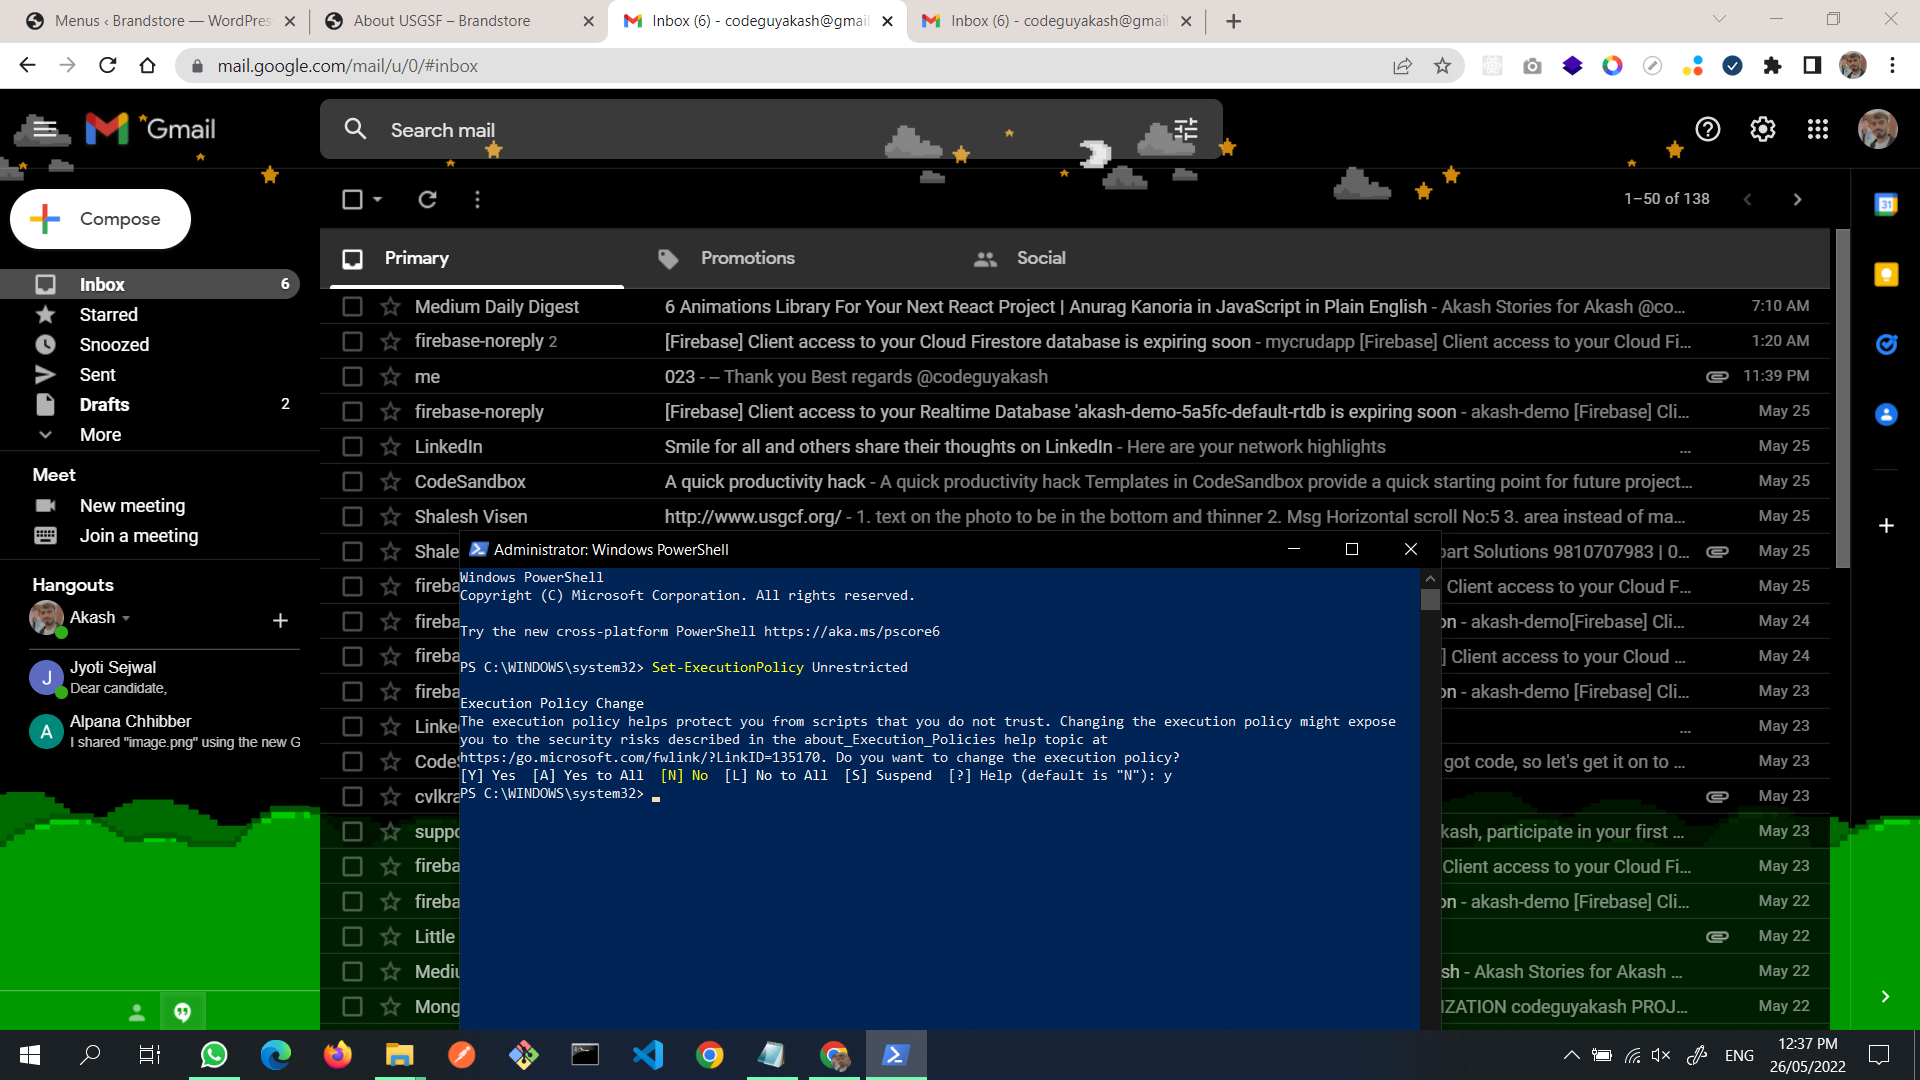 Menus ‹ Brandstore — WordPres
About USGSF – Brandstore
Inbox (6) - codeguyakash@gmail
Inbox (6) - codeguyakash@gmail
mail.google.com/mail/u/0/#inbox
Gmail
Search mail
Compose
1–50 of 138
Primary
Promotions
Social
Inbox 6
Starred
Snoozed
Sent
Drafts 2
More
Meet
New meeting
Join a meeting
Hangouts
Akash
J
Jyoti Sejwal
Dear candidate,
A
Alpana Chhibber
I shared "image.png" using the new G
Medium Daily Digest 6 Animations Library For Your Next React Project | Anurag Kanoria in JavaScript in Plain English - Akash Stories for Akash @co... 7:10 AM
firebase-noreply 2 [Firebase] Client access to your Cloud Firestore database is expiring soon - mycrudapp [Firebase] Client access to your Cloud Fi... 1:20 AM
me 023 - -- Thank you Best regards @codeguyakash 11:39 PM
firebase-noreply [Firebase] Client access to your Realtime Database 'akash-demo-5a5fc-default-rtdb is expiring soon - akash-demo [Firebase] Cli... May 25
LinkedIn Smile for all and others share their thoughts on LinkedIn - Here are your network highlights ... May 25
CodeSandbox A quick productivity hack - A quick productivity hack Templates in CodeSandbox provide a quick starting point for future project... May 25
Shalesh Visen http://www.usgcf.org/ - 1. text on the photo to be in the bottom and thinner 2. Msg Horizontal scroll No:5 3. area instead of ma... May 25
Shale part Solutions 9810707983 | 0... May 25
fireba Client access to your Cloud F... May 25
fireba on - akash-demo[Firebase] Cli... May 24
fireba ] Client access to your Cloud ... May 24
fireba on - akash-demo [Firebase] Cli... May 23
Linke ... May 23
Code got code, so let's get it on to ... May 23
cvlkra May 23
suppo kash, participate in your first ... May 23
fireba Client access to your Cloud Fi... May 23
fireba on - akash-demo [Firebase] Cli... May 22
Little May 22
Mediu sh - Akash Stories for Akash ... May 22
Mong IZATION codeguyakash PROJ... May 22
Administrator: Windows PowerShell
Windows PowerShell
Copyright (C) Microsoft Corporation. All rights reserved.
Try the new cross-platform PowerShell https://aka.ms/pscore6
PS C:\WINDOWS\system32> Set-ExecutionPolicy Unrestricted
Execution Policy Change
The execution policy helps protect you from scripts that you do not trust. Changing the execution policy might expose
you to the security risks described in the about_Execution_Policies help topic at
https:/go.microsoft.com/fwlink/?LinkID=135170. Do you want to change the execution policy?
[Y] Yes [A] Yes to All [N] No [L] No to All [S] Suspend [?] Help (default is "N"): y
PS C:\WINDOWS\system32>
31
ENG
12:37 PM
26/05/2022